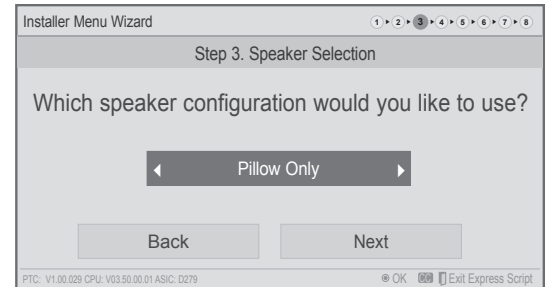 Installer Menu Wizard 1 2 3 4 5 6 7 8
Step 3. Speaker Selection
Which speaker configuration would you like to use?
Pillow Only
Back Next
PTC: V1.00.029 CPU: V03.50.00.01 ASIC: D279 OK CC Exit Express Script